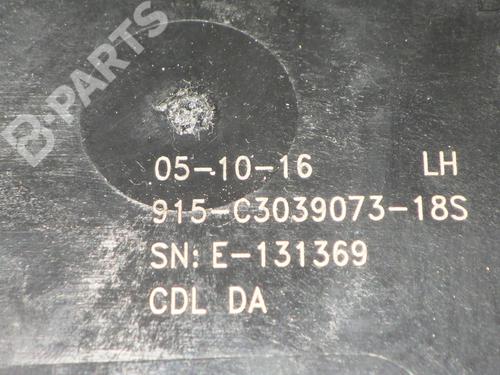 B-PARTS
05-10-16 LH
915-C3039073-18S
SN: E-131369
CDL DA